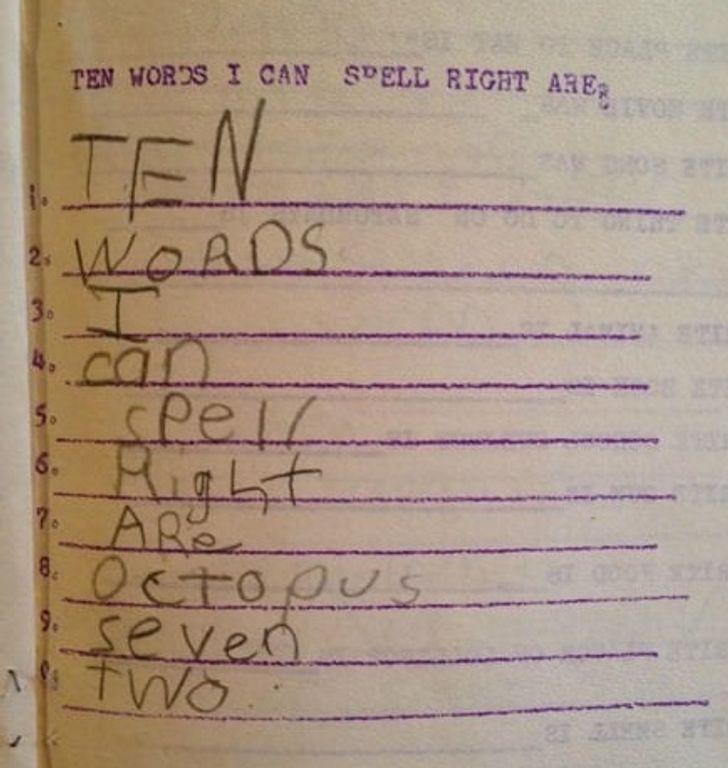 TEN WORDS I CAN SPELL RIGHT ARE:
1. TEN
2. WORDS
3. I
4. can
5. spell
6. Right
7. ARe
8. Octopus
9. seven
TWO